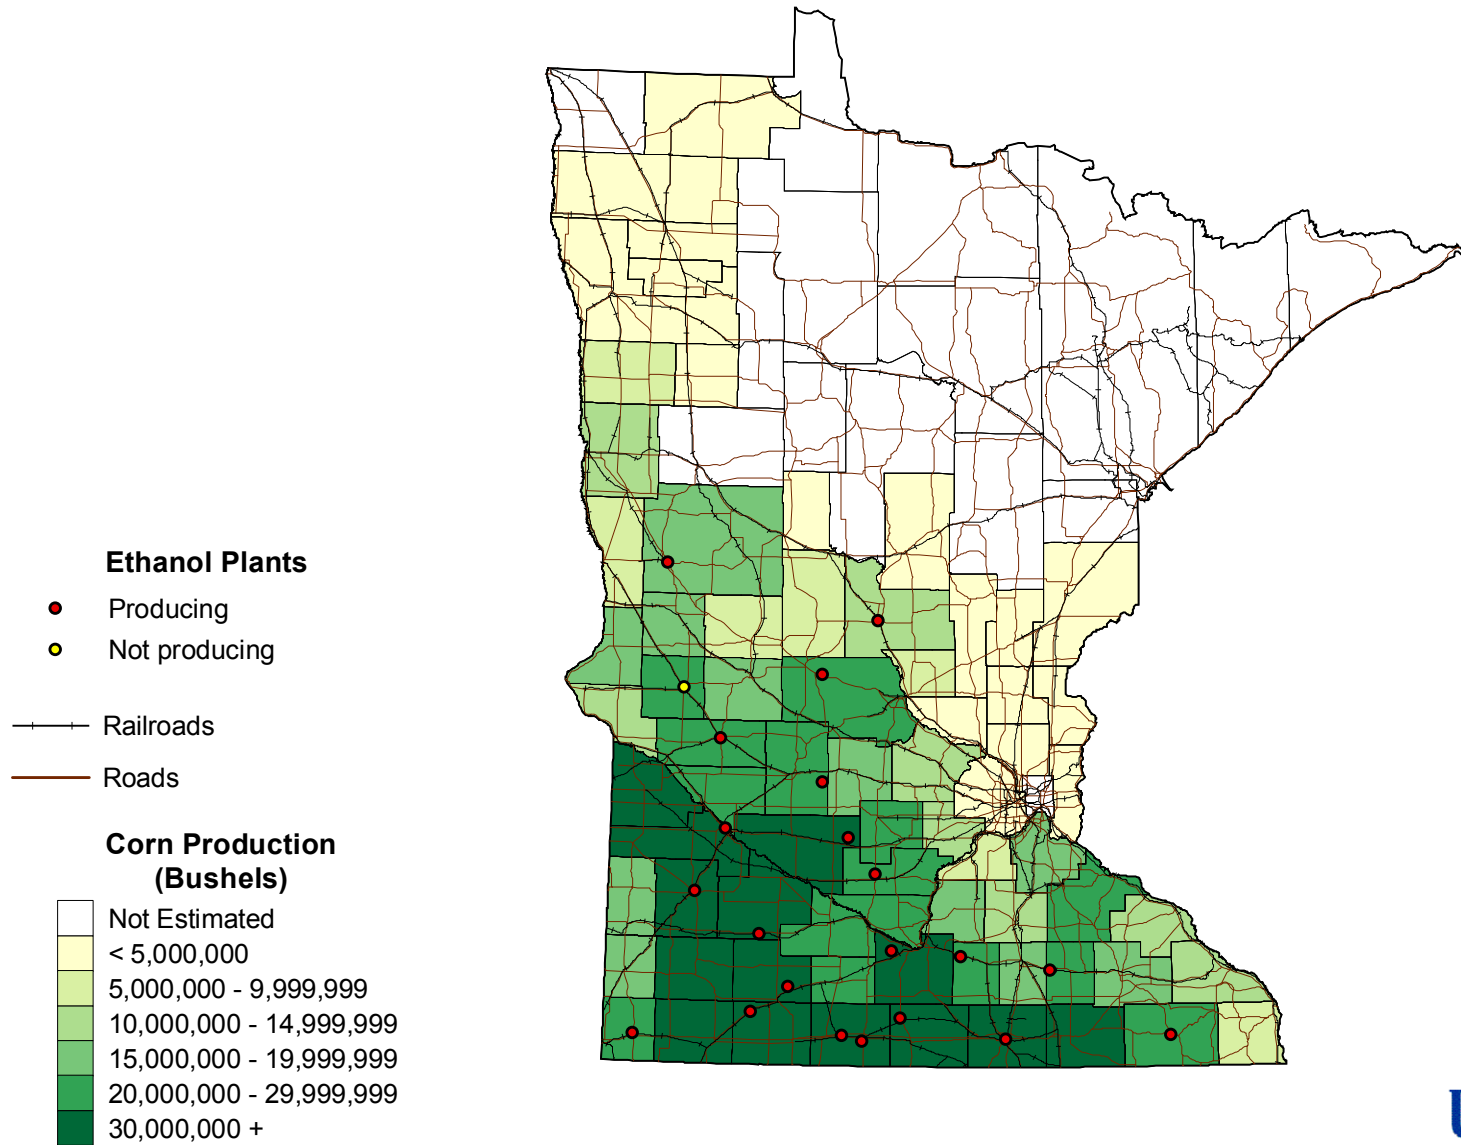 Ethanol Plants
Producing
Not producing
Railroads
Roads
Corn Production
(Bushels)
Not Estimated
< 5,000,000
5,000,000 - 9,999,999
10,000,000 - 14,999,999
15,000,000 - 19,999,999
20,000,000 - 29,999,999
30,000,000 +